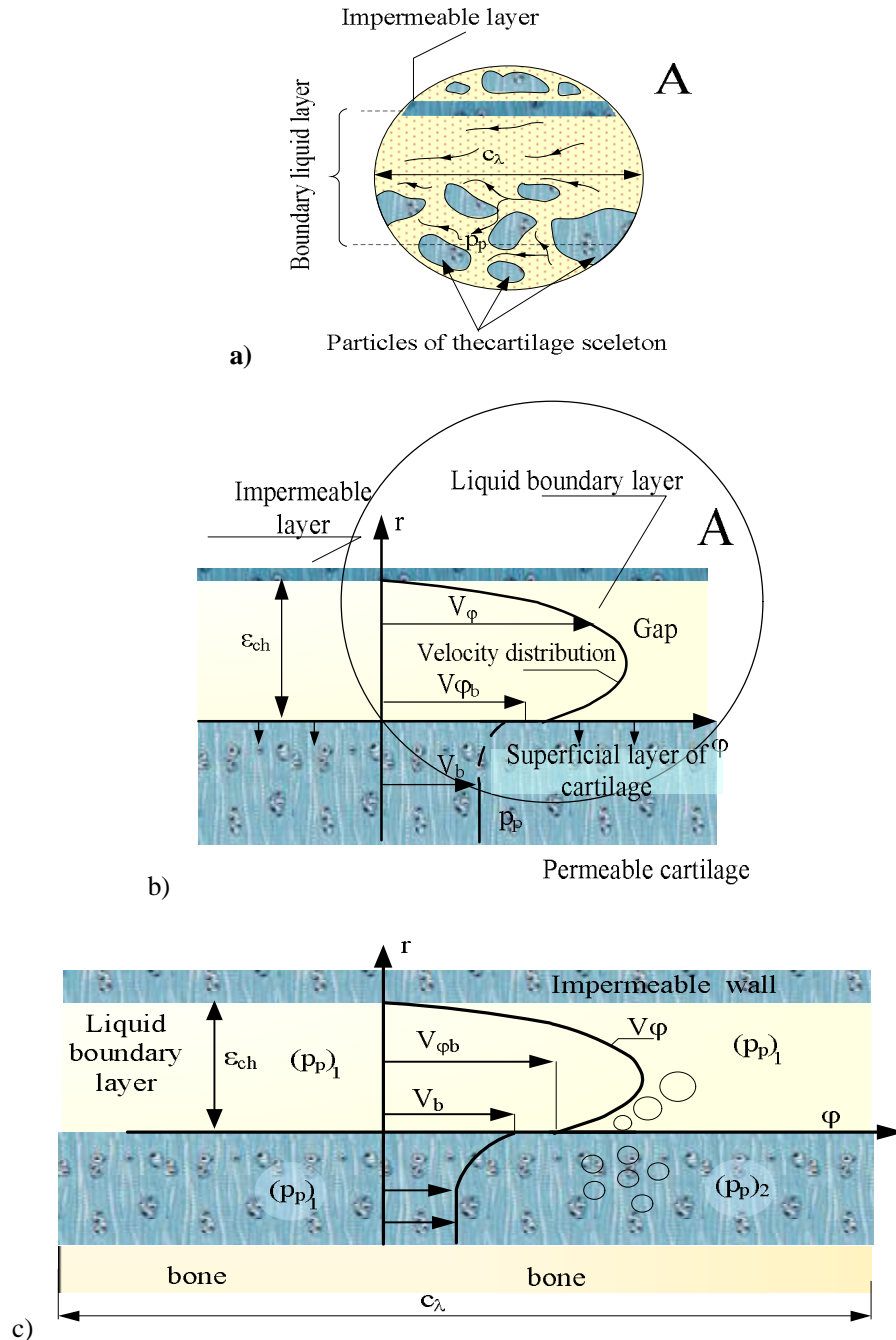 Impermeable layer
A
Boundary liquid layer
cλ
pp
Particles of thecartilage sceleton
a)
Impermeable
layer
Liquid boundary layer
r
A
Vφ
εch
Gap
Velocity distribution
Vφb
φ
Superficial layer of
cartilage
Vb
pp
Permeable cartilage
b)
r
Impermeable wall
Liquid
boundary
layer
εch
(pp)1
Vφb
Vφ
(pp)1
Vb
φ
(pp)1
(pp)2
bone
bone
cλ
c)